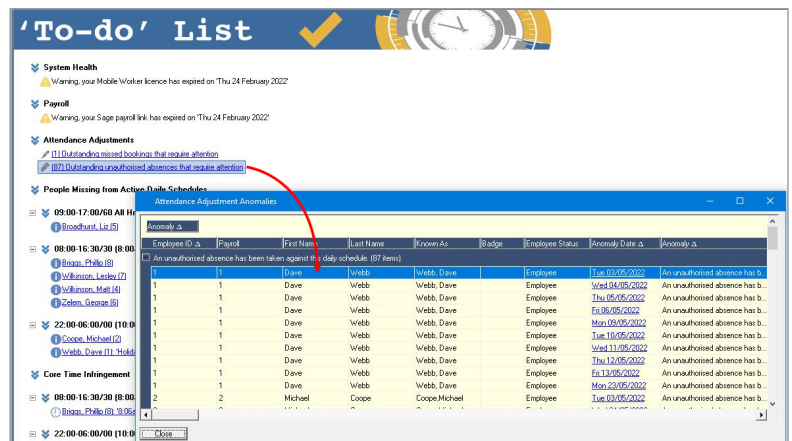 'To-do' List
System Health
Warning, your Mobile Worker licence has expired on 'Thu 24 February 2022'
Payroll
Warning, your Sage payroll link has expired on 'Thu 24 February 2022'
Attendance Adjustments
(1) Outstanding missed bookings that require attention
(87) Outstanding unauthorised absences that require attention
People Missing from Active Daily Schedules
09:00-17:00/60 All H
Broadhurst, Liz (5)
08:00-16:30/30 (8:00
Briggs, Phillip (8)
Wilkinson, Lesley (7)
Wilkinson, Matt (4)
Zelem, George (6)
22:00-06:00/00 (10:0
Coope, Michael (2)
Webb, Dave (1): 'Holid
Core Time Infringement
08:00-16:30/30 (8:00
Briggs, Phillip (8): '8:06
22:00-06:00/00 (10:0
Attendance Adjustment Anomalies
Anomaly
Employee ID Payroll First Name Last Name Known As Badge Employee Status Anomaly Date Anomaly
An unauthorised absence has been taken against this daily schedule. (87 items)
1 1 Dave Webb Webb, Dave Employee Tue 03/05/2022 An unauthorised absence has b...
1 1 Dave Webb Webb, Dave Employee Wed 04/05/2022 An unauthorised absence has b...
1 1 Dave Webb Webb, Dave Employee Thu 05/05/2022 An unauthorised absence has b...
1 1 Dave Webb Webb, Dave Employee Fri 06/05/2022 An unauthorised absence has b...
1 1 Dave Webb Webb, Dave Employee Mon 09/05/2022 An unauthorised absence has b...
1 1 Dave Webb Webb, Dave Employee Tue 10/05/2022 An unauthorised absence has b...
1 1 Dave Webb Webb, Dave Employee Wed 11/05/2022 An unauthorised absence has b...
1 1 Dave Webb Webb, Dave Employee Thu 12/05/2022 An unauthorised absence has b...
1 1 Dave Webb Webb, Dave Employee Fri 13/05/2022 An unauthorised absence has b...
1 1 Dave Webb Webb, Dave Employee Mon 23/05/2022 An unauthorised absence has b...
2 2 Michael Coope Coope,Michael Employee Tue 03/05/2022 An unauthorised absence has b...
Close